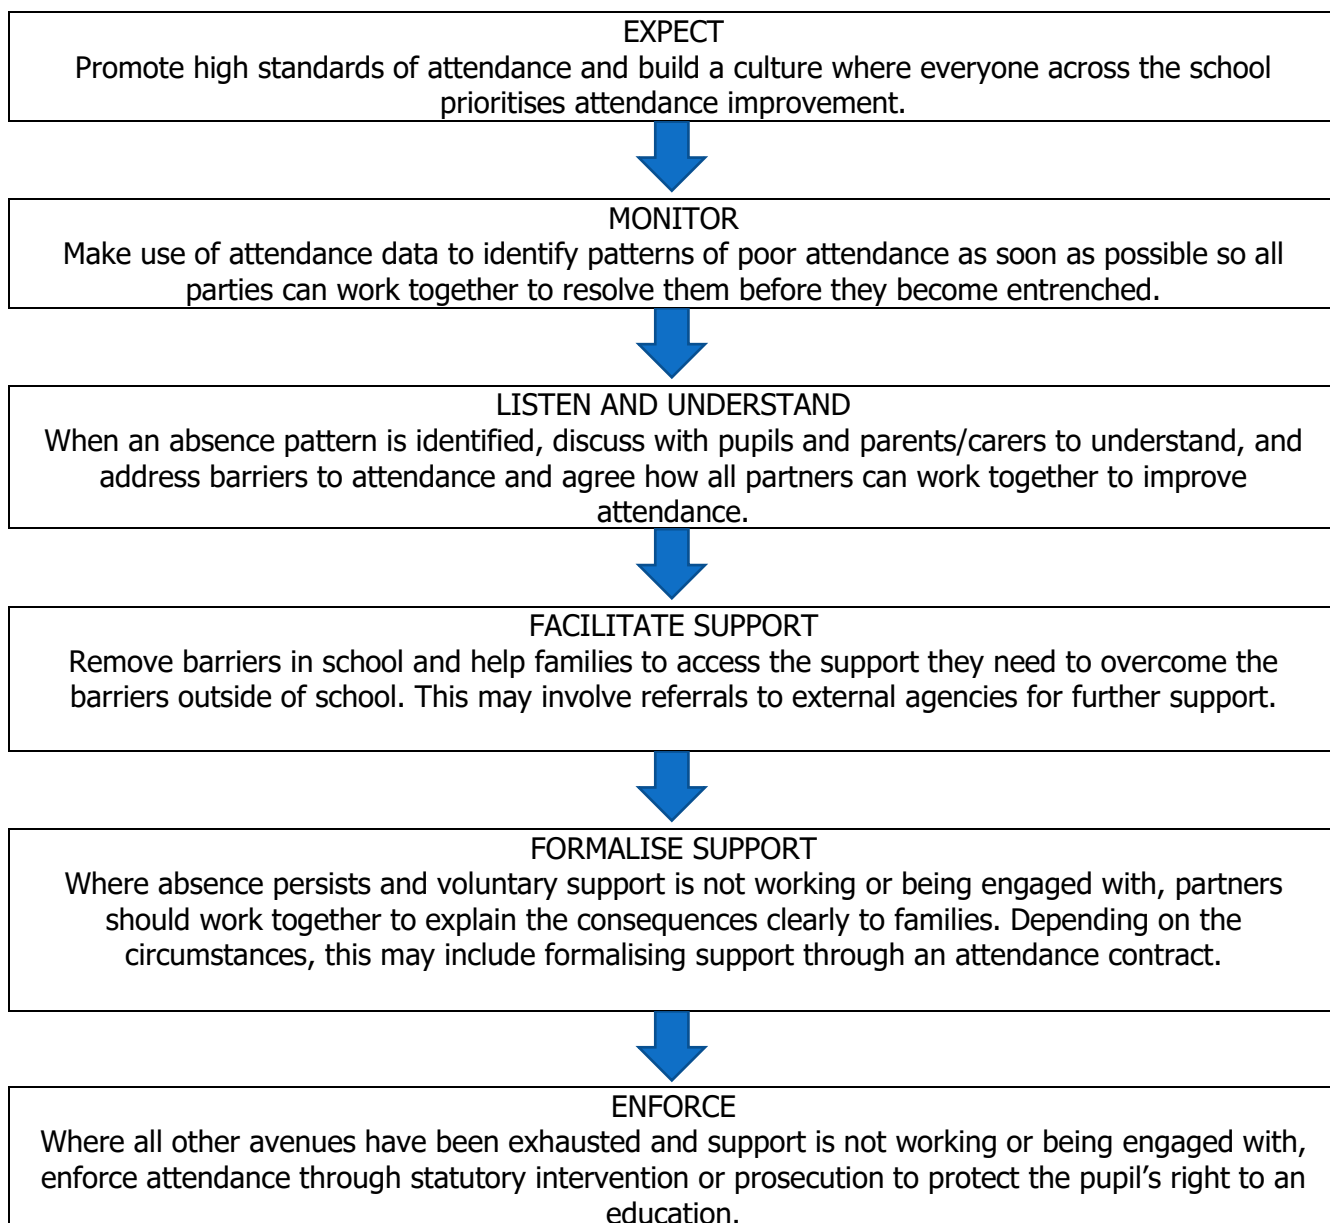 EXPECT
Promote high standards of attendance and build a culture where everyone across the school
prioritises attendance improvement.
MONITOR
Make use of attendance data to identify patterns of poor attendance as soon as possible so all
parties can work together to resolve them before they become entrenched.
LISTEN AND UNDERSTAND
When an absence pattern is identified, discuss with pupils and parents/carers to understand, and
address barriers to attendance and agree how all partners can work together to improve
attendance.
FACILITATE SUPPORT
Remove barriers in school and help families to access the support they need to overcome the
barriers outside of school. This may involve referrals to external agencies for further support.
FORMALISE SUPPORT
Where absence persists and voluntary support is not working or being engaged with, partners
should work together to explain the consequences clearly to families. Depending on the
circumstances, this may include formalising support through an attendance contract.
ENFORCE
Where all other avenues have been exhausted and support is not working or being engaged with,
enforce attendance through statutory intervention or prosecution to protect the pupil’s right to an
education.